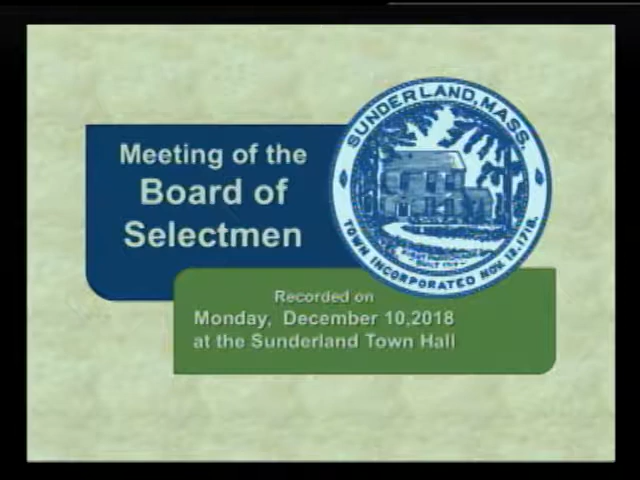 Meeting of the
Board of
Selectmen
SUNDERLAND, MASS.
TOWN INCORPORATED NOV. 12, 1718.
Recorded on
Monday, December 10,2018
at the Sunderland Town Hall